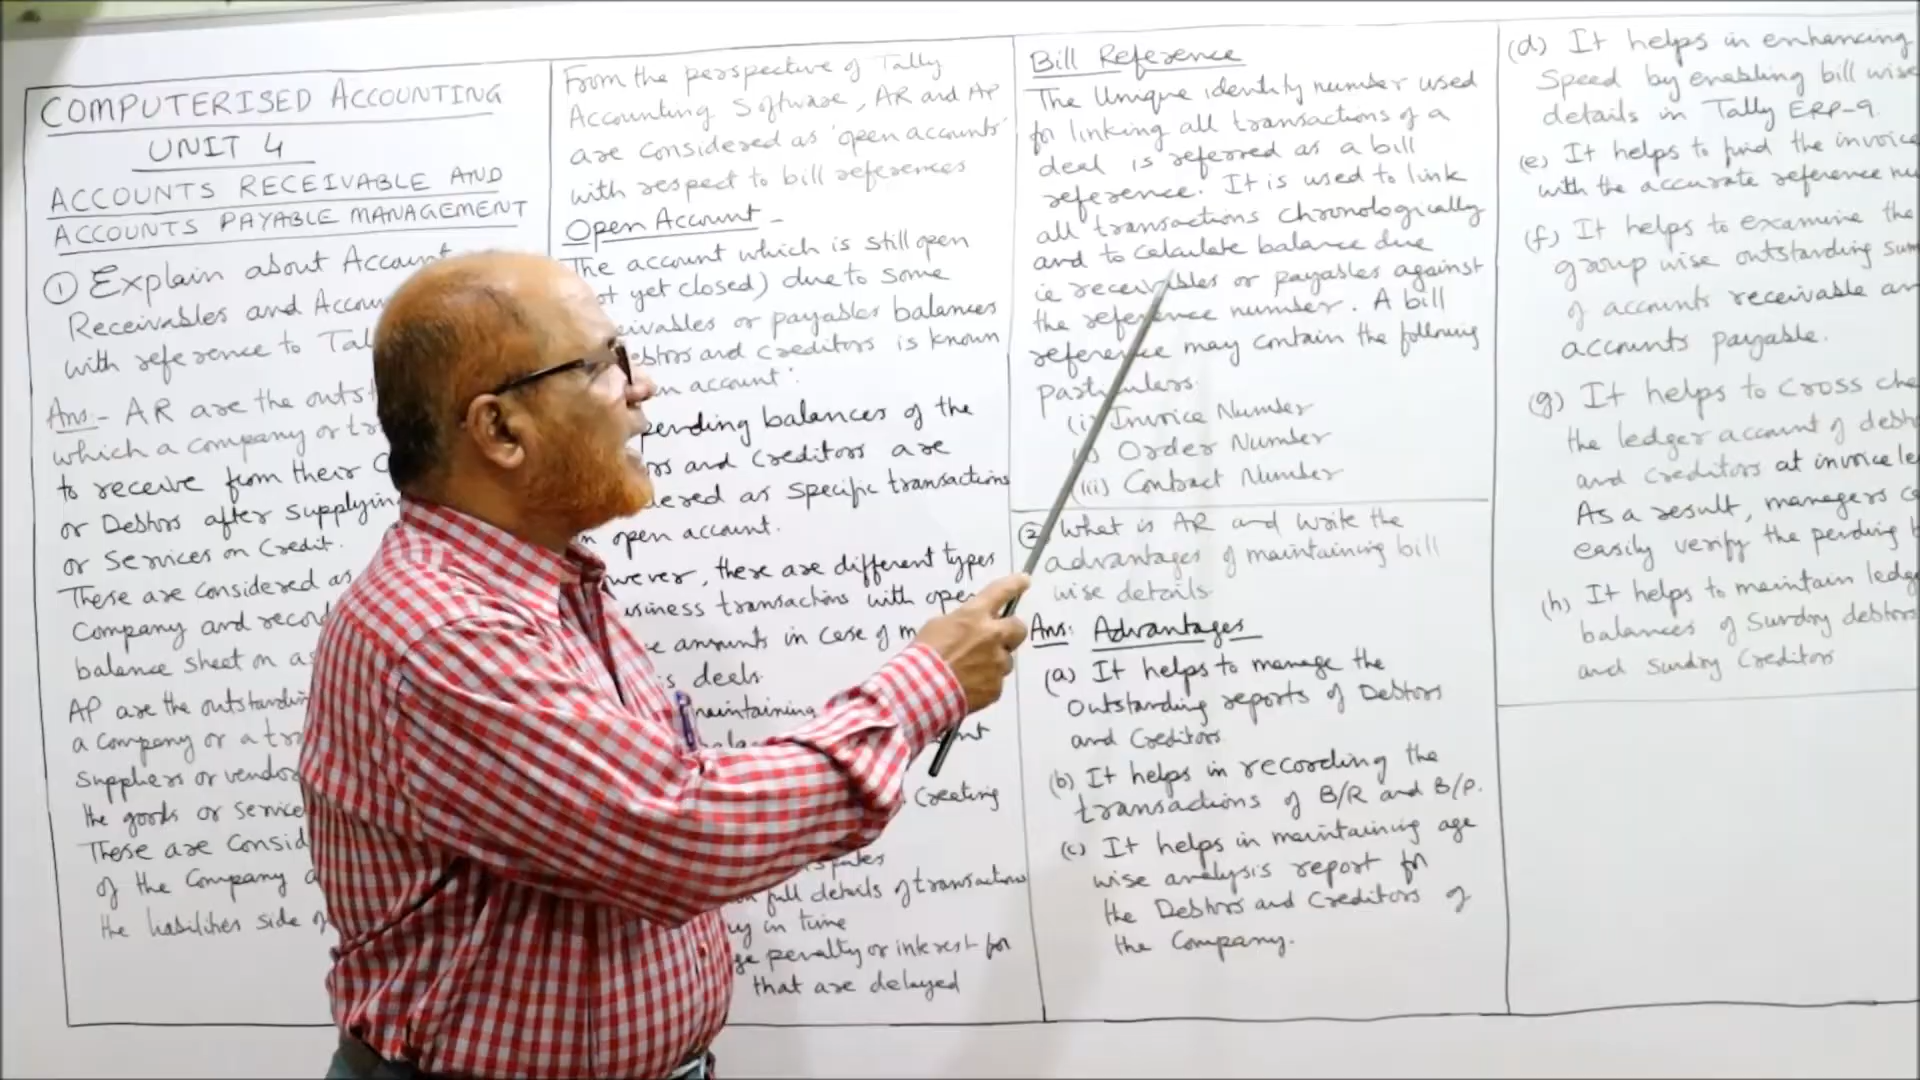 COMPUTERISED ACCOUNTING
UNIT 4
ACCOUNTS RECEIVABLE AND
ACCOUNTS PAYABLE MANAGEMENT
① Explain about Account
Receivables and Accou
with reference to Tal
Ans:- AR are the outst
which a company or tr
to receive from their
or Debtors after supplyin
or Services on Credit.
These are considered as
Company and record
balance sheet on as
AP are the outstandin
a company or a tra
suppliers or vendo
the goods or service
These are consid
of the Company
the liabilities side of
From the perspective of Tally
Accounting Software, AR and AP
are considered as 'open accounts'
with respect to bill references
Open Account -
The account which is still open
ot yet closed) due to some
eivables or payables balances
ebtors and creditors is known
en account'.
pending balances of the
ors and Creditors are
dered as specific transactions
n open account.
wever, there are different types
usiness transactions with open
e amounts in case of m
is deals.
maintaining
Creating
full details of transactions
in time
ge penalty or interest for
that are delayed
Bill Reference
The Unique identity number used
for linking all transactions of a
deal is referred as a bill
reference. It is used to link
all transactions chronologically
and to calculate balance due
ie receivables or payables against
the reference number. A bill
reference may contain the following
particulars.
(i) Invoice Number
Order Number
(iii) Contract Number
② What is AR and write the
advantages of maintaining bill
wise details.
Ans: Advantages
(a) It helps to manage the
Outstanding reports of Debtors
and Creditors
(b) It helps in recording the
transactions of B/R and B/P.
(c) It helps in maintaining age
wise analysis report for
the Debtors and Creditors of
the Company.
(d) It helps in enhancing
Speed by enabling bill wise
details in Tally ERP-9.
(e) It helps to find the invoice
with the accurate reference nu
(f) It helps to examine the
group wise outstanding sum
of accounts receivable an
accounts payable.
(g) It helps to cross che
the ledger account of debt
and creditors at invoice le
As a result, managers c
easily verify the pending b
(h) It helps to maintain ledg
balances of Sundry debtors
and Sundry Creditors